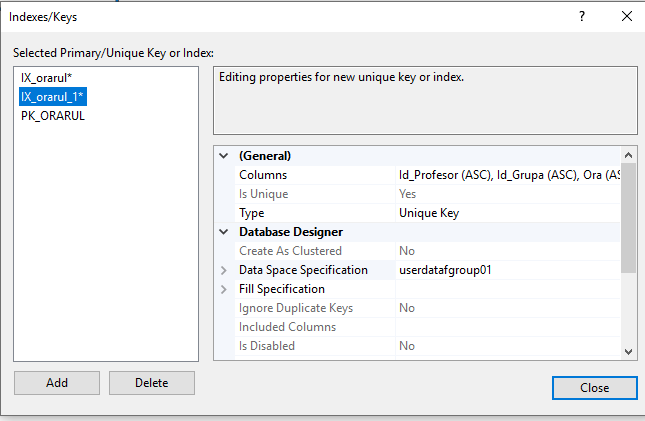 Indexes/Keys
?
Selected Primary/Unique Key or Index:
IX_orarul*
IX_orarul_1*
PK_ORARUL
Editing properties for new unique key or index.
(General)
Columns Id_Profesor (ASC), Id_Grupa (ASC), Ora (AS
Is Unique Yes
Type Unique Key
Database Designer
Create As Clustered No
Data Space Specification userdatafgroup01
Fill Specification
Ignore Duplicate Keys No
Included Columns
Is Disabled No
Add Delete
Close